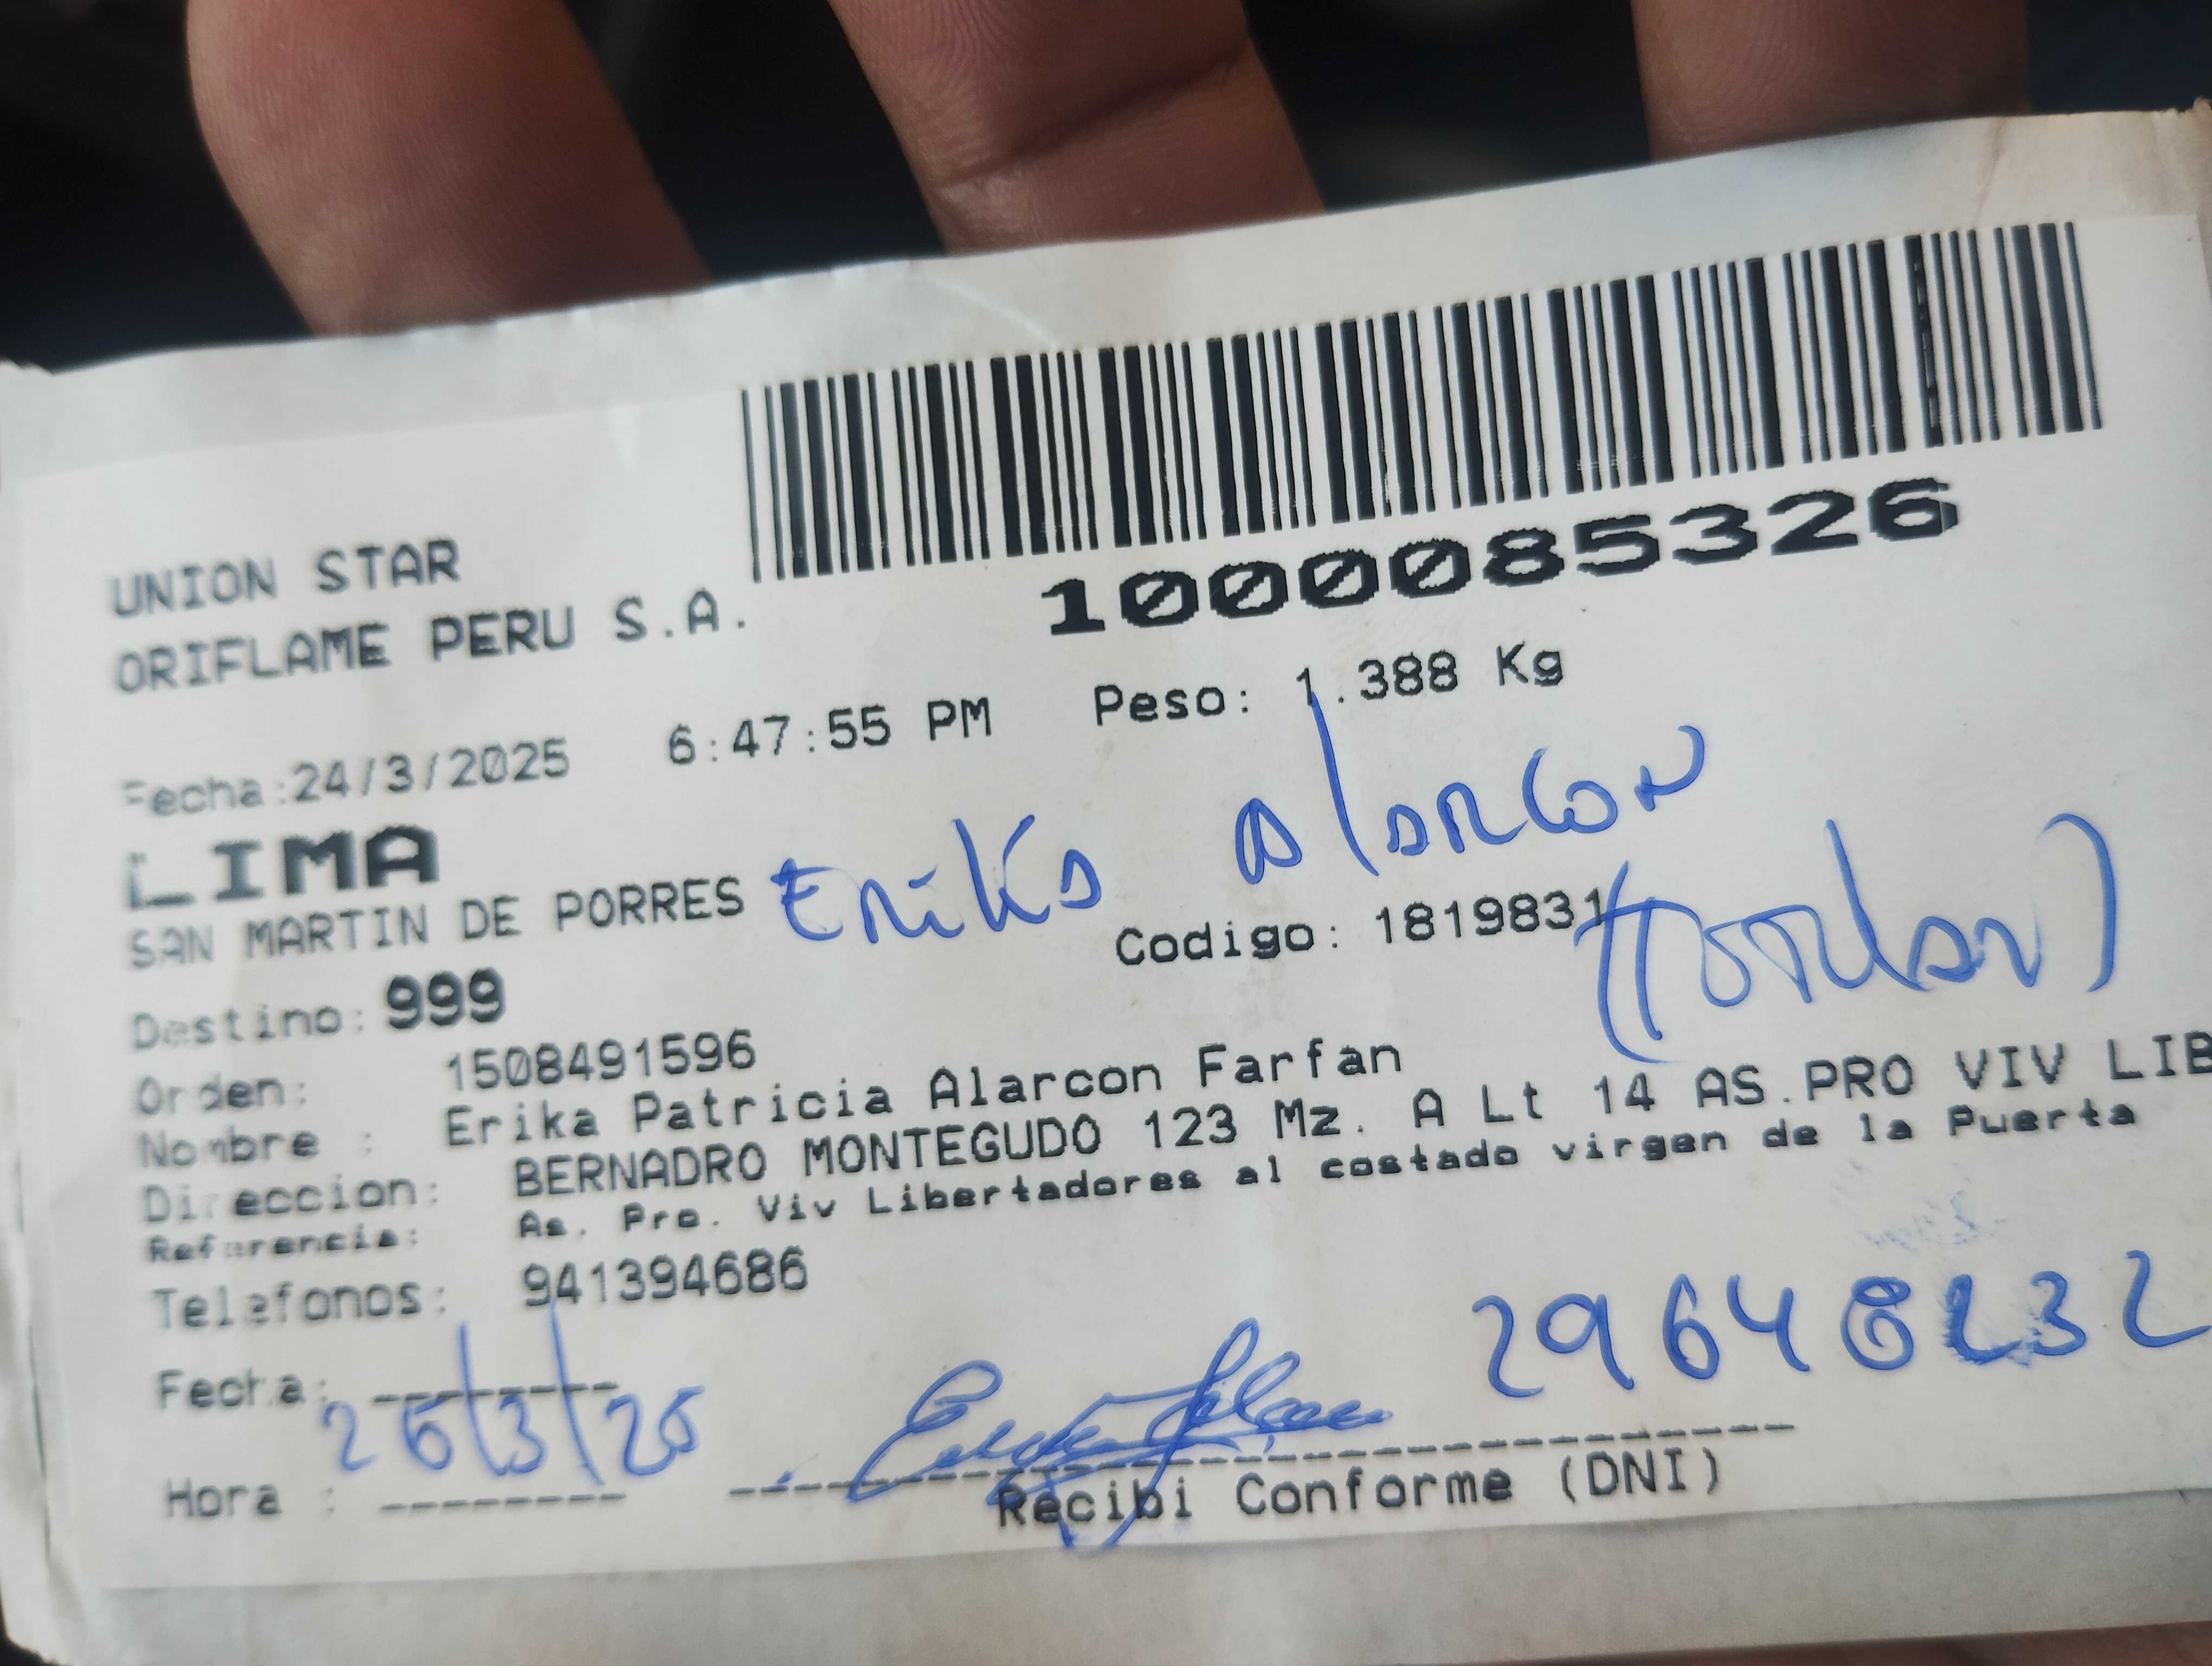 1000085326
UNION STAR
ORIFLAME PERU S.A.
Fecha:24/3/2025 6:47:55 PM Peso: 1.388 Kg
LIMA
SAN MARTIN DE PORRES Erika Alarcon
Codigo: 1819831 (Titular)
Destino: 999
Orden: 1508491596
Nombre : Erika Patricia Alarcon Farfan
Direccion: BERNADRO MONTEGUDO 123 Mz. A Lt 14 AS.PRO VIV LIB
Referencia: As. Pro. Viv Libertadores al costado virgen de la Puerta
Telefonos: 941394686
Fecha: 26/3/25
Hora :
Recibi Conforme (DNI)